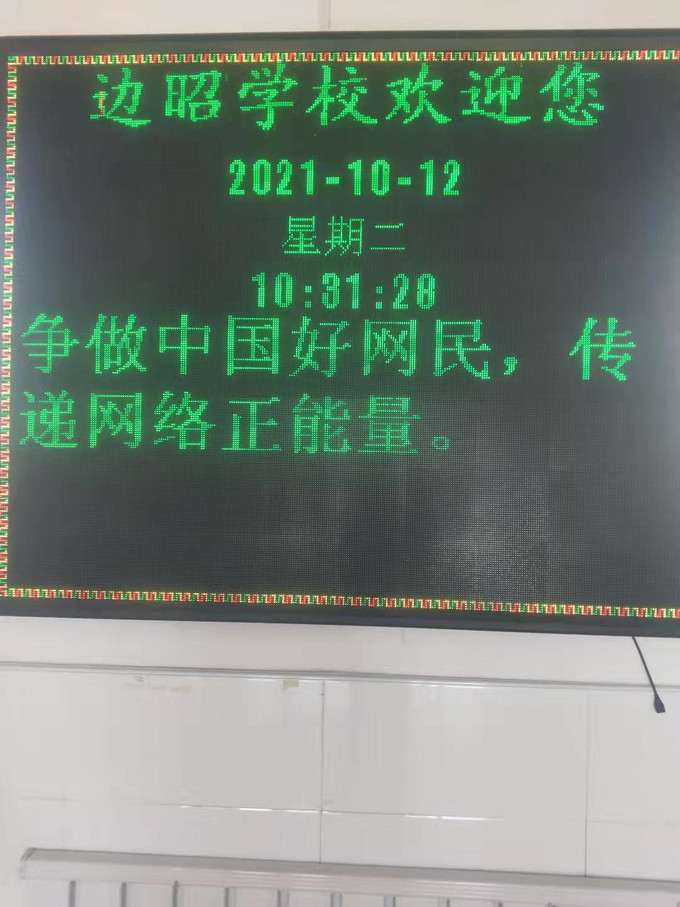 边昭学校欢迎您
2021-10-12
星期二
10:31:28
争做中国好网民，传
递网络正能量。